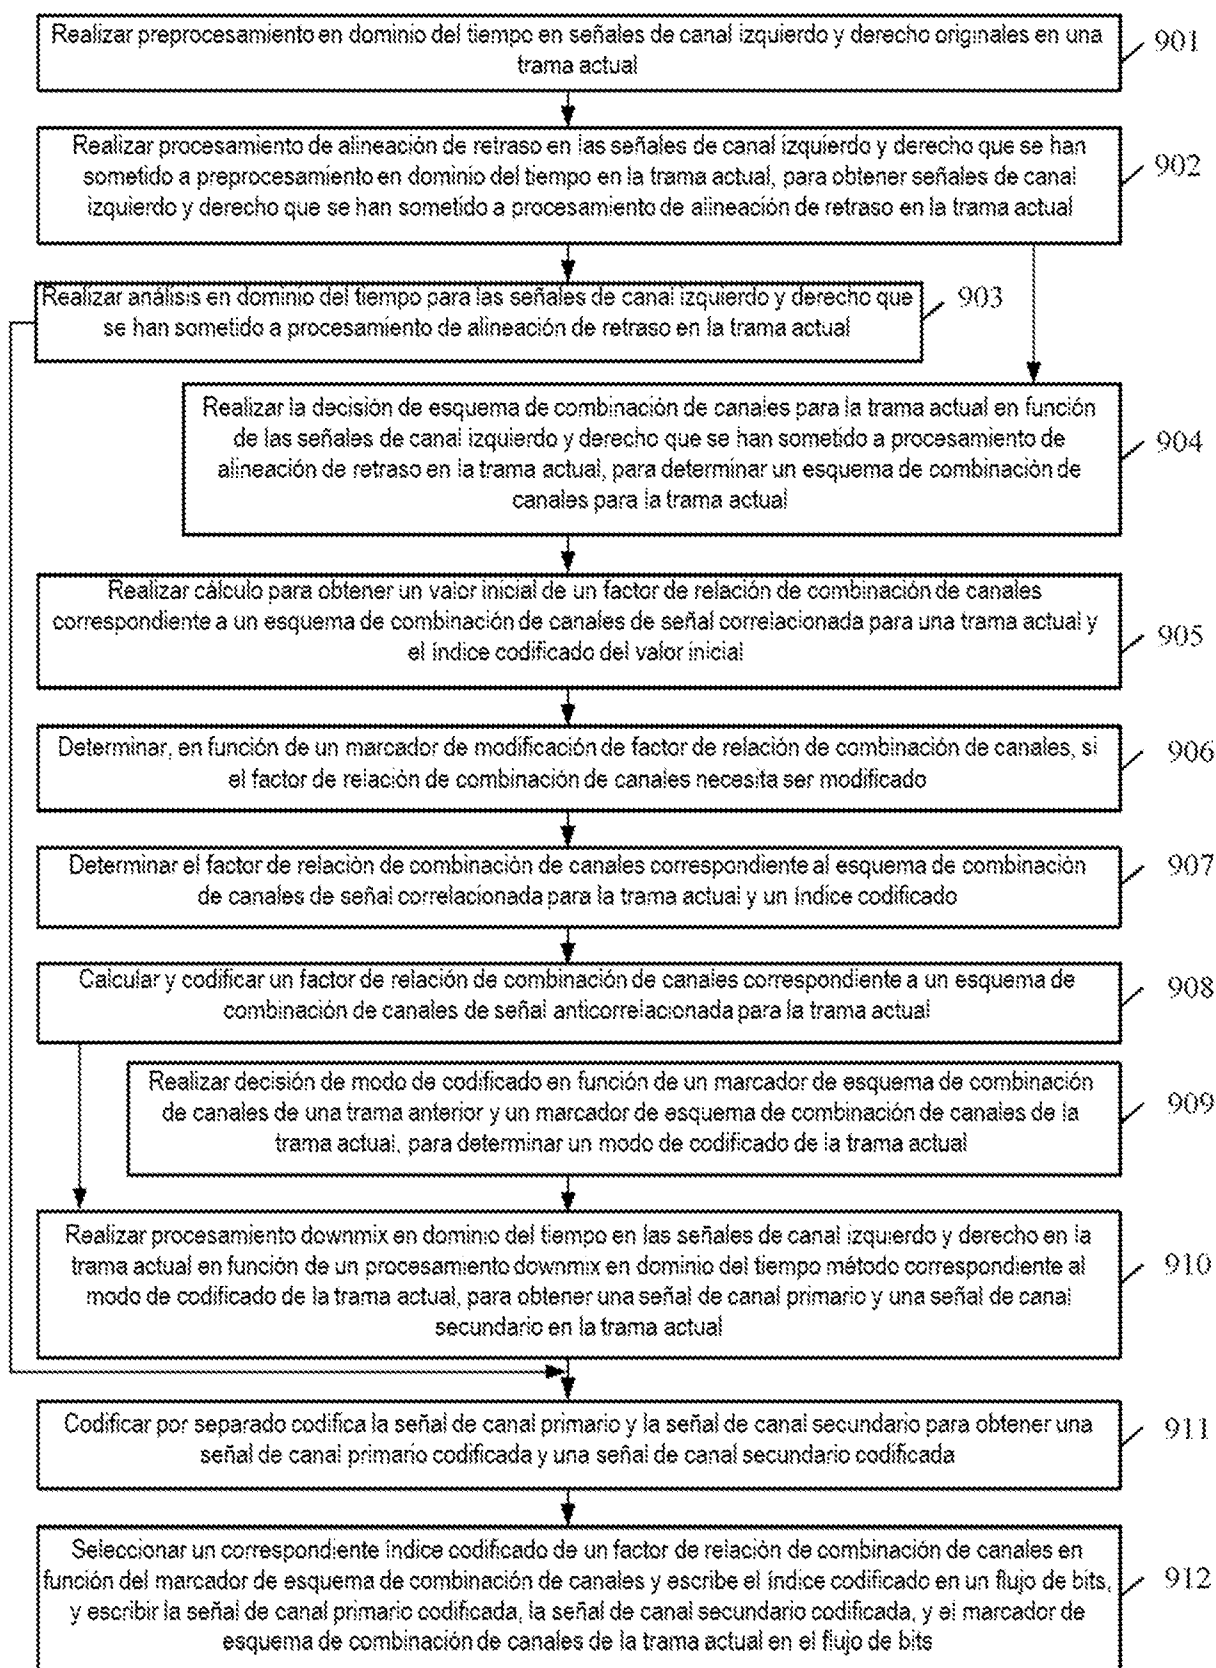 Realizar preprocesamiento en dominio del tiempo en señales de canal izquierdo y derecho originales en una
trama actual
901
Realizar procesamiento de alineación de retraso en las señales de canal izquierdo y derecho que se han
sometido a preprocesamiento en dominio del tiempo en la trama actual, para obtener señales de canal
izquierdo y derecho que se han sometido a procesamiento de alineación de retraso en la trama actual
902
Realizar análisis en dominio del tiempo para las señales de canal izquierdo y derecho que
se han sometido a procesamiento de alineación de retraso en la trama actual
903
Realizar la decisión de esquema de combinación de canales para la trama actual en función
de las señales de canal izquierdo y derecho que se han sometido a procesamiento de
alineación de retraso en la trama actual, para determinar un esquema de combinación de
canales para la trama actual
904
Realizar cálculo para obtener un valor inicial de un factor de relación de combinación de canales
correspondiente a un esquema de combinación de canales de señal correlacionada para una trama actual y
el índice codificado del valor inicial
905
Determinar, en función de un marcador de modificación de factor de relación de combinación de canales, si
el factor de relación de combinación de canales necesita ser modificado
906
Determinar el factor de relación de combinación de canales correspondiente al esquema de combinación
de canales de señal correlacionada para la trama actual y un índice codificado
907
Calcular y codificar un factor de relación de combinación de canales correspondiente a un esquema de
combinación de canales de señal anticorrelacionada para la trama actual
908
Realizar decisión de modo de codificado en función de un marcador de esquema de combinación
de canales de una trama anterior y un marcador de esquema de combinación de canales de la
trama actual, para determinar un modo de codificado de la trama actual
909
Realizar procesamiento downmix en dominio del tiempo en las señales de canal izquierdo y derecho en la
trama actual en función de un procesamiento downmix en dominio del tiempo método correspondiente al
modo de codificado de la trama actual, para obtener una señal de canal primario y una señal de canal
secundario en la trama actual
910
Codificar por separado codifica la señal de canal primario y la señal de canal secundario para obtener una
señal de canal primario codificada y una señal de canal secundario codificada
911
Seleccionar un correspondiente índice codificado de un factor de relación de combinación de canales en
función del marcador de esquema de combinación de canales y escribe el índice codificado en un flujo de bits,
y escribir la señal de canal primario codificada, la señal de canal secundario codificada, y el marcador de
esquema de combinación de canales de la trama actual en el flujo de bits
912